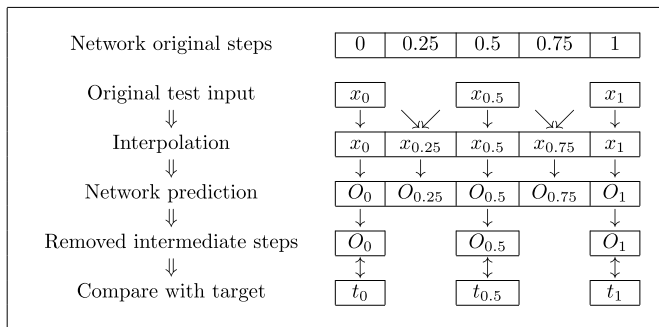 Network original steps 0 0.25 0.5 0.75 1
Original test input x₀ x₀.₅ x₁
⇓ ↓ ↘↙ ↓ ↘↙ ↓
Interpolation x₀ x₀.₂₅ x₀.₅ x₀.₇₅ x₁
⇓ ↓ ↓ ↓ ↓ ↓
Network prediction O₀ O₀.₂₅ O₀.₅ O₀.₇₅ O₁
⇓ ↓ ↓ ↓
Removed intermediate steps O₀ O₀.₅ O₁
⇓ ↕ ↕ ↕
Compare with target t₀ t₀.₅ t₁